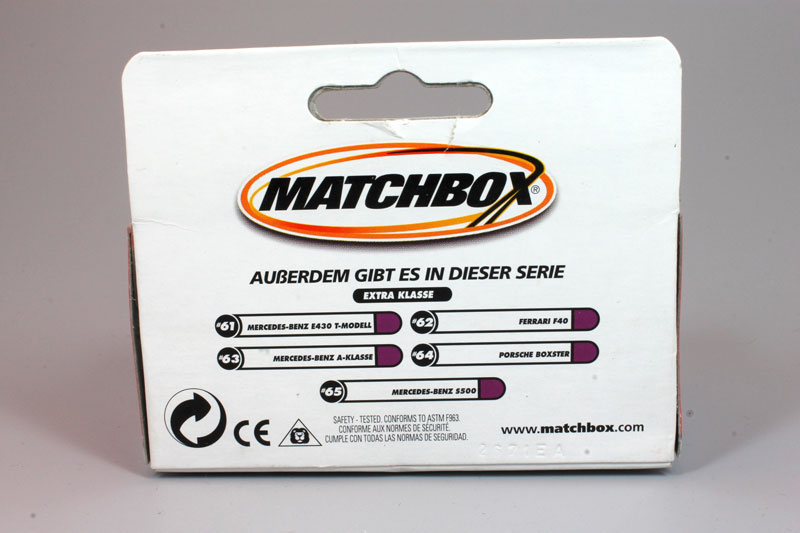 MATCHBOX®
AUßERDEM GIBT ES IN DIESER SERIE
EXTRA KLASSE
#61 MERCEDES-BENZ E430 T-MODELL
#62 FERRARI F40
#63 MERCEDES-BENZ A-KLASSE
#64 PORSCHE BOXSTER
#65 MERCEDES-BENZ S500
CE
SAFETY - TESTED. CONFORMS TO ASTM F963.
CONFORME AUX NORMES DE SÉCURITÉ.
CUMPLE CON TODAS LAS NORMAS DE SEGURIDAD.
www.matchbox.com